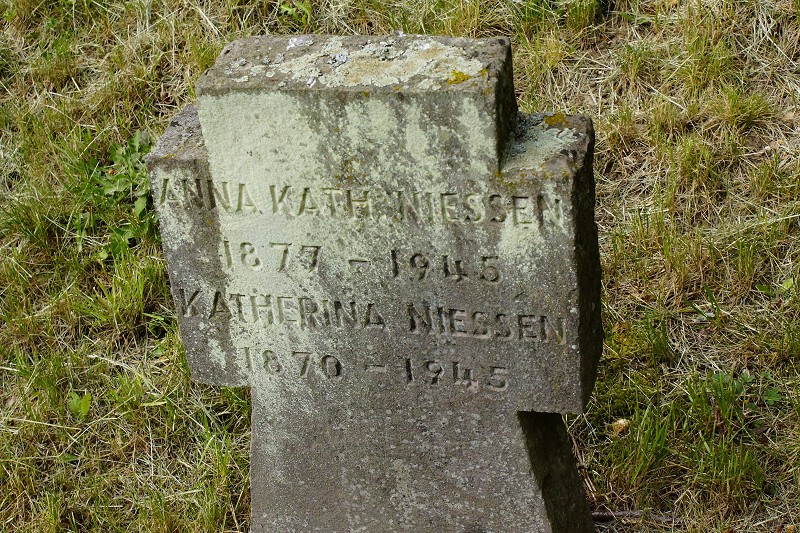 ANNA KATH. NIESSEN
1877 - 1945
KATHERINA NIESSEN
1870 - 1945